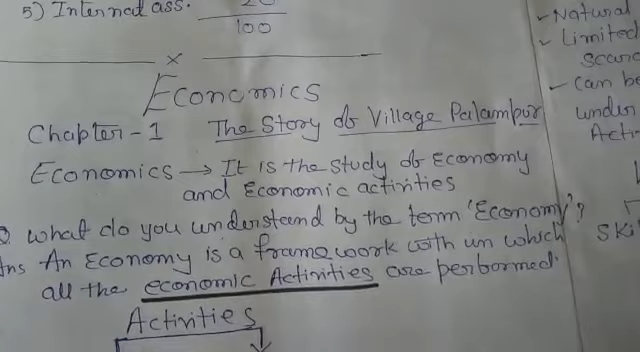 5) Internal ass. 20
100
×
Economics
Chapter-1 The Story of Village Palampur
Economics → It is the study of Economy
and Economic activities
Q what do you understand by the term 'Economy'?
Ans An Economy is a framework with in which
all the economic Activities are performed.
Activities
- Natural
- Limited
- Can be
under